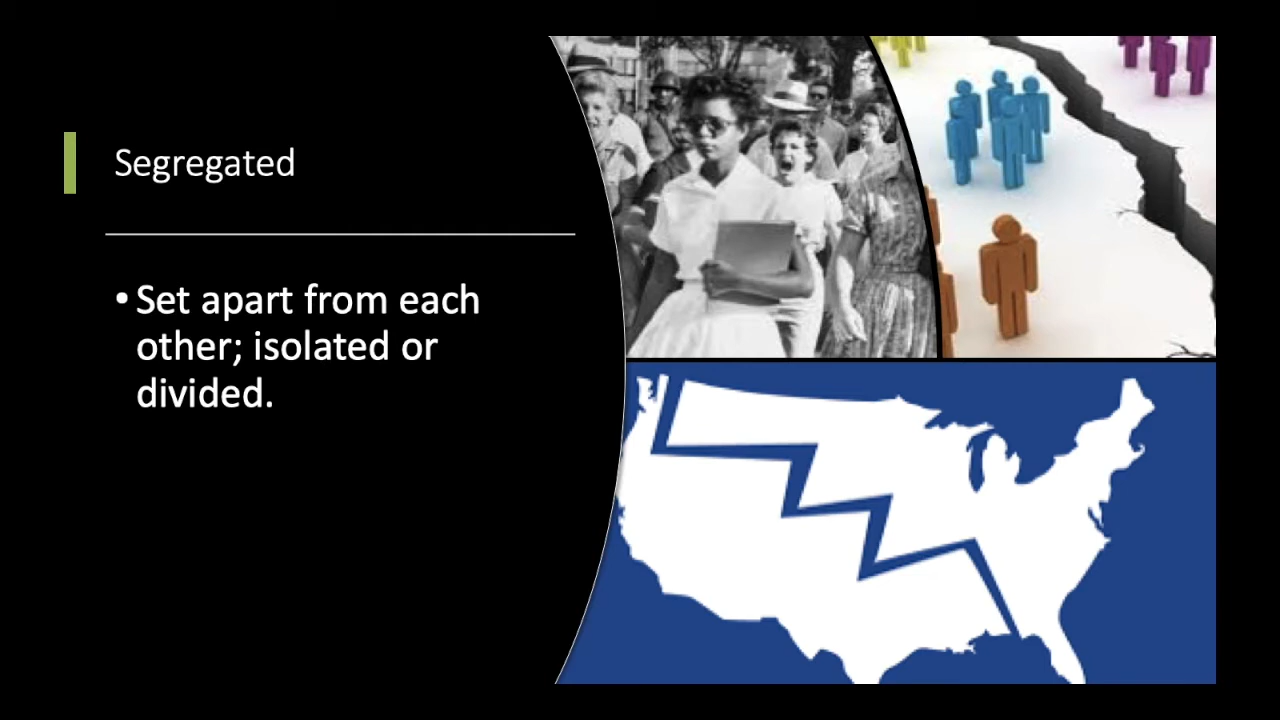 Segregated
• Set apart from each
other; isolated or
divided.